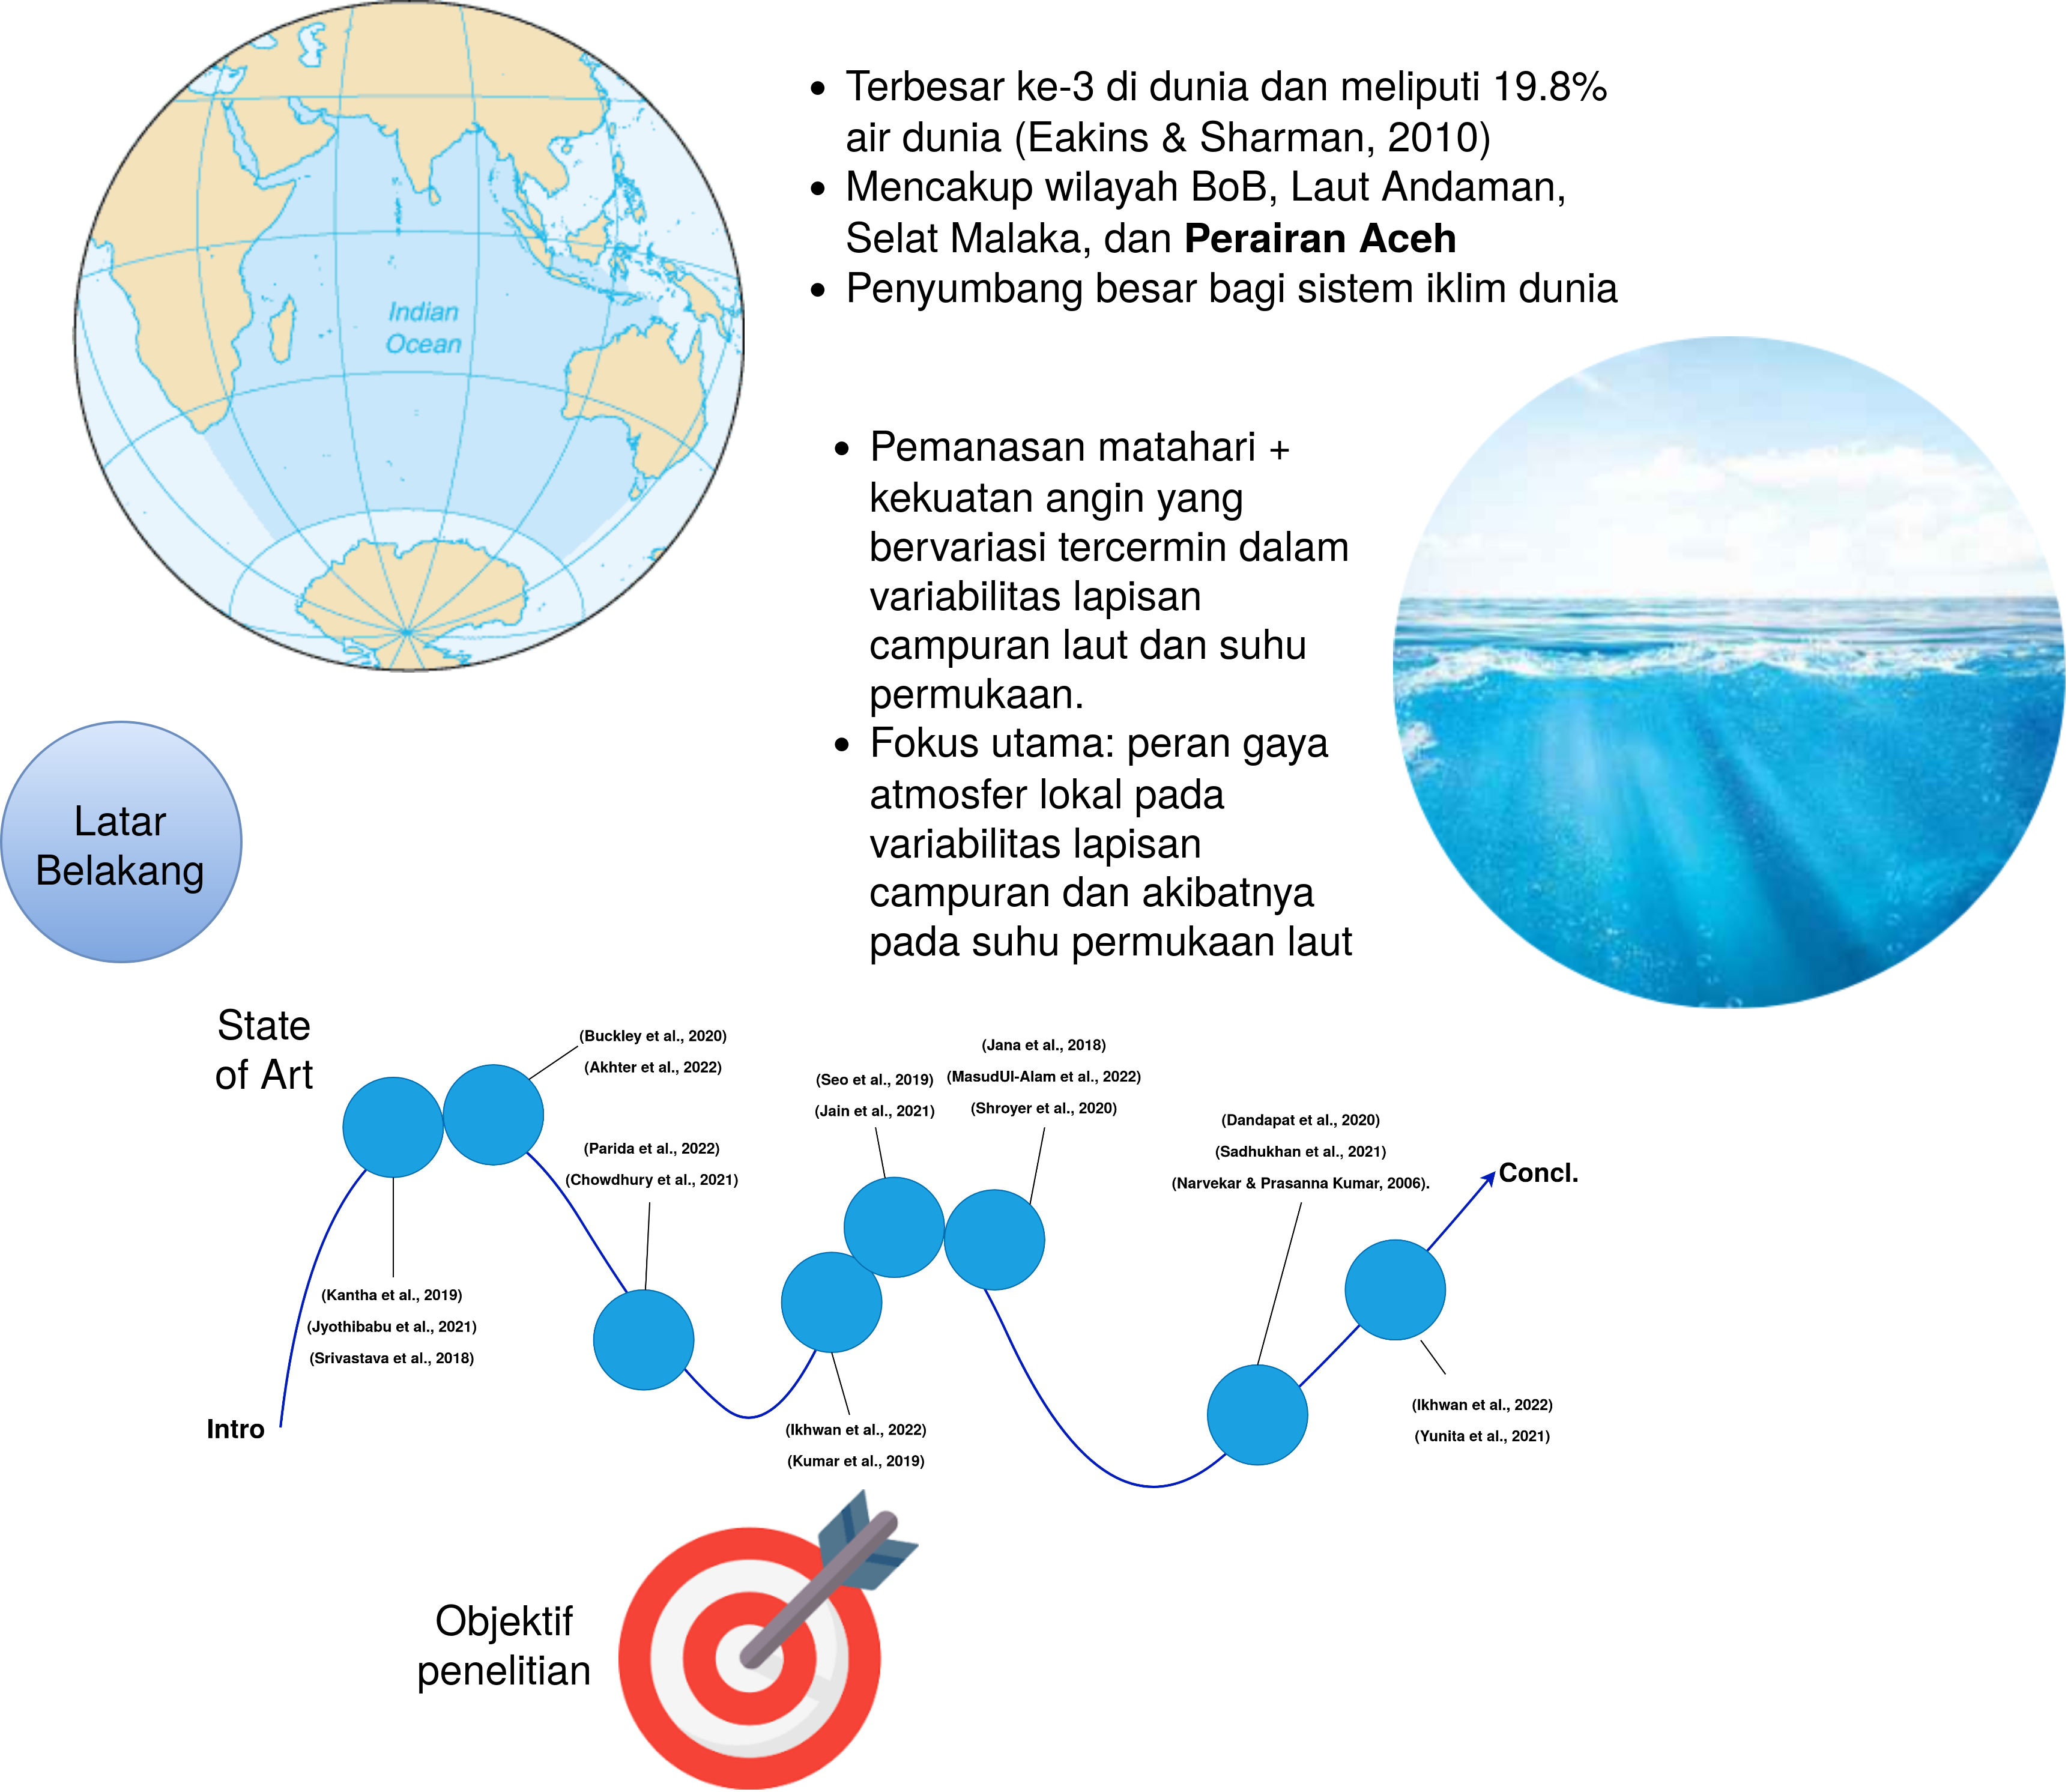 Indian
Ocean
• Terbesar ke-3 di dunia dan meliputi 19.8%
air dunia (Eakins & Sharman, 2010)
• Mencakup wilayah BoB, Laut Andaman,
Selat Malaka, dan Perairan Aceh
• Penyumbang besar bagi sistem iklim dunia
• Pemanasan matahari +
kekuatan angin yang
bervariasi tercermin dalam
variabilitas lapisan
campuran laut dan suhu
permukaan.
• Fokus utama: peran gaya
atmosfer lokal pada
variabilitas lapisan
campuran dan akibatnya
pada suhu permukaan laut
Latar
Belakang
State
of Art
Intro
(Kantha et al., 2019)
(Jyothibabu et al., 2021)
(Srivastava et al., 2018)
(Buckley et al., 2020)
(Akhter et al., 2022)
(Parida et al., 2022)
(Chowdhury et al., 2021)
(Ikhwan et al., 2022)
(Kumar et al., 2019)
(Seo et al., 2019)
(Jain et al., 2021)
(Jana et al., 2018)
(MasudUl-Alam et al., 2022)
(Shroyer et al., 2020)
(Dandapat et al., 2020)
(Sadhukhan et al., 2021)
(Narvekar & Prasanna Kumar, 2006).
(Ikhwan et al., 2022)
(Yunita et al., 2021)
Concl.
Objektif
penelitian